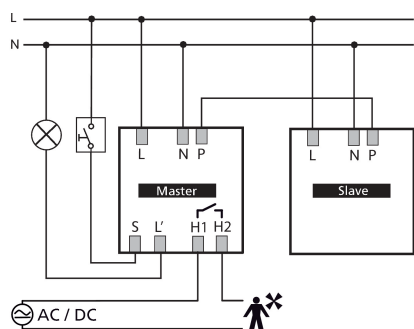 L
N
L N P L N P
Master Slave
S L' H1 H2
AC / DC